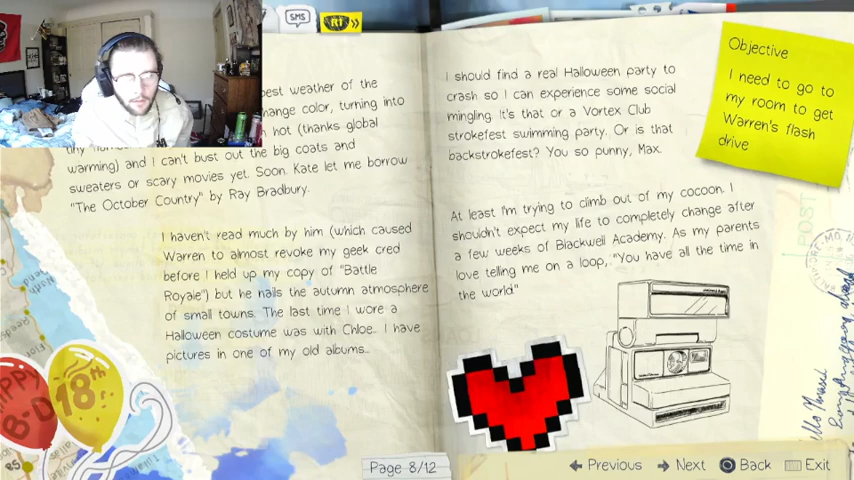 SMS
best weather of the
change color, turning into
hot (thanks global
warming) and I can't bust out the big coats and
sweaters or scary movies yet. Soon. Kate let me borrow
"The October Country" by Ray Bradbury.
I haven't read much by him (which caused
Warren to almost revoke my geek cred
before I held up my copy of "Battle
Royale") but he nails the autumn atmosphere
of small towns. The last time I wore a
Halloween costume was with Chloe... I have
pictures in one of my old albums...
HAPPY
B-D
18th
I should find a real Halloween party to
crash so I can experience some social
mingling. It's that or a Vortex Club
strokefest swimming party. Or is that
backstrokefest? You so punny, Max.
At least I'm trying to climb out of my cocoon. I
shouldn't expect my life to completely change after
a few weeks of Blackwell Academy. As my parents
love telling me on a loop, "You have all the time in
the world."
Objective
I need to go to
my room to get
Warren's flash
drive
POST
Page 8/12
Previous
Next
Back
Exit